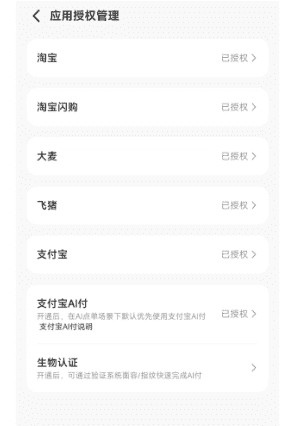 应用授权管理
淘宝 已授权
淘宝闪购 已授权
大麦 已授权
飞猪 已授权
支付宝 已授权
支付宝AI付 已授权
开通后，在AI点单场景下默认优先使用支付宝AI付
支付宝AI付说明
生物认证
开通后，可通过验证系统面容/指纹快速完成AI付